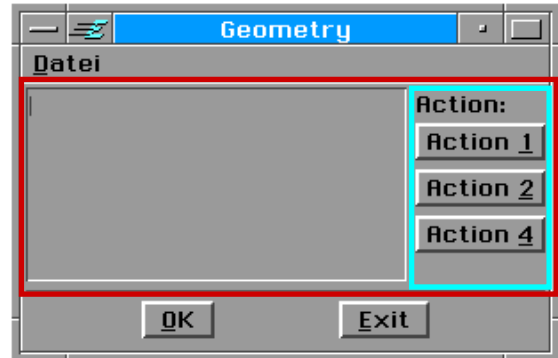 Geometry
Datei
Action:
Action 1
Action 2
Action 4
OK
Exit